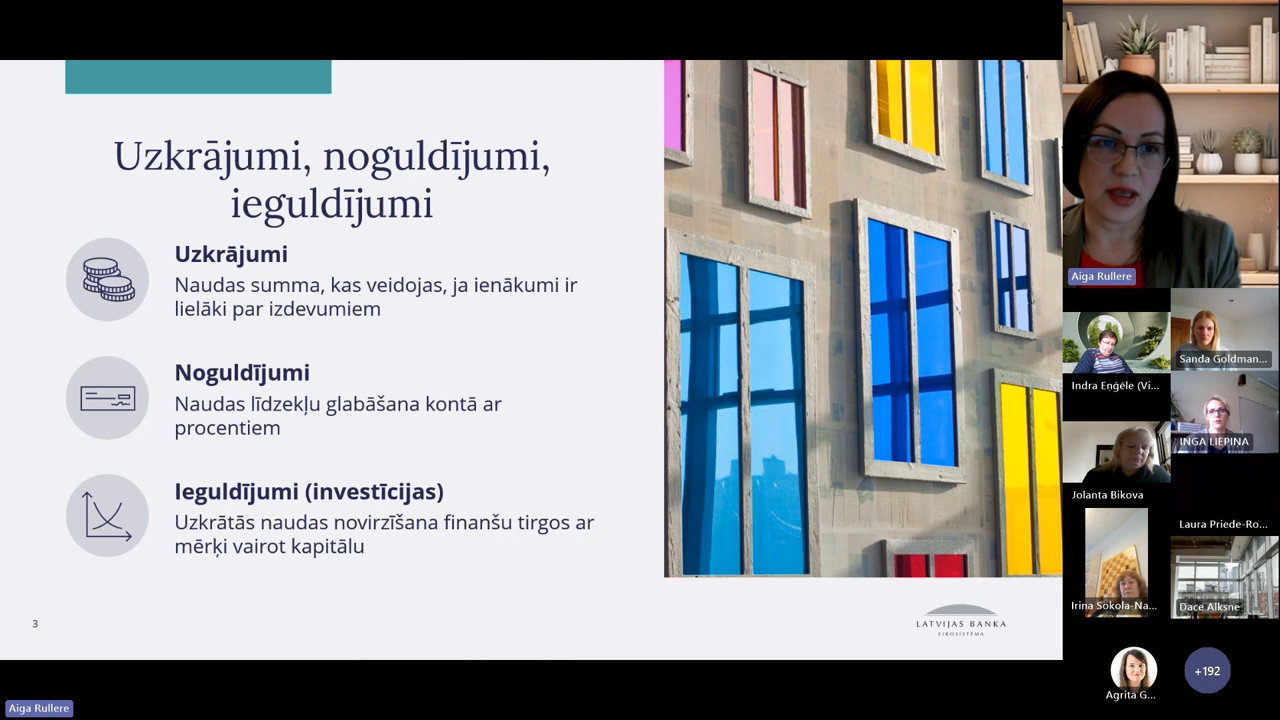 Uzkrājumi, noguldījumi,
ieguldījumi
Uzkrājumi
Naudas summa, kas veidojas, ja ienākumi ir
lielāki par izdevumiem
Noguldījumi
Naudas līdzekļu glabāšana kontā ar
procentiem
Ieguldījumi (investīcijas)
Uzkrātās naudas novirzīšana finanšu tirgos ar
mērķi vairot kapitālu
3
LATVIJAS BANKA
EIROSISTĒMA
Aiga Rullere
Indra Eņģēle (Vi...
Sanda Goldman...
Jolanta Bikova
INGA LIEPINA
Laura Priede-Ro...
Irina Sokola-Na...
Dace Alksne
Agrita G...
+192
Aiga Rullere